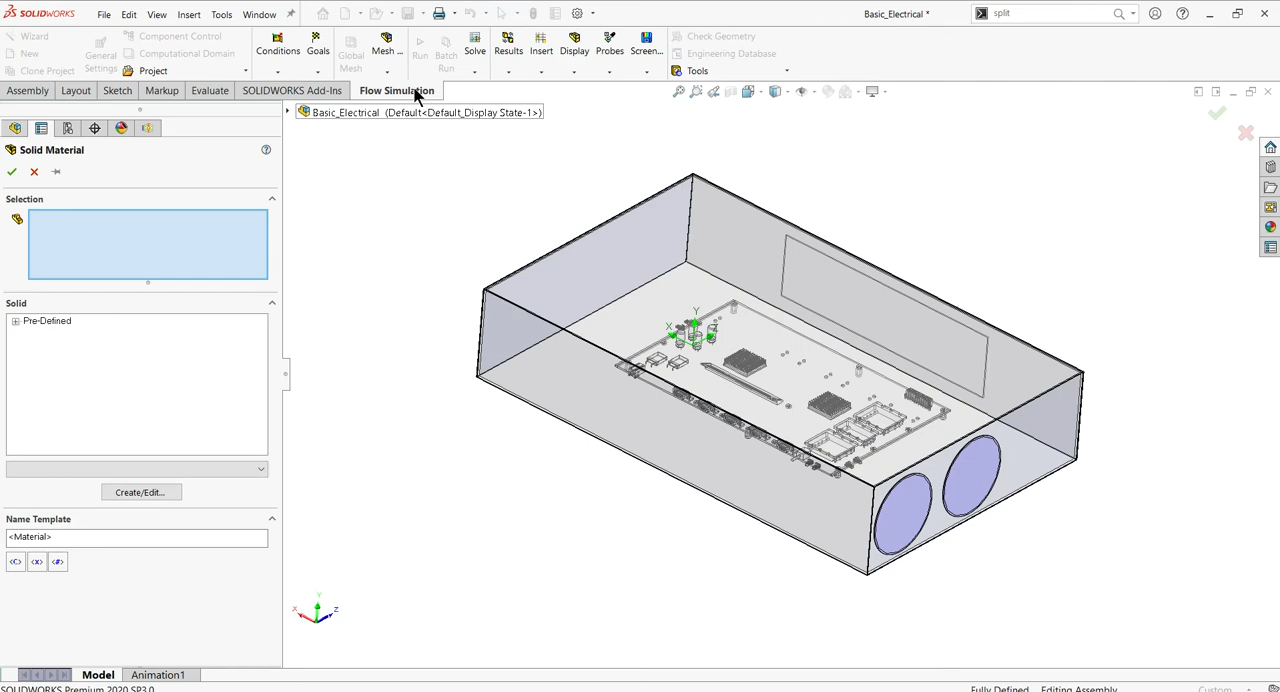 SOLIDWORKS File Edit View Insert Tools Window Basic_Electrical * split
Wizard
New
Clone Project
General Settings
Component Control
Computational Domain
Project
Conditions
Goals
Global Mesh
Mesh ...
Run
Batch Run
Solve
Results
Insert
Display
Probes
Screen...
Check Geometry
Engineering Database
Tools
Assembly Layout Sketch Markup Evaluate SOLIDWORKS Add-Ins Flow Simulation
Basic_Electrical (Default<Default_Display State-1>)
Solid Material
Selection
Solid
Pre-Defined
Create/Edit...
Name Template
<Material>
<C> <x> <#>
X Y Z
Y
X Z
Model Animation1
SOLIDWORKS Premium 2020 SP3.0 Fully Defined Editing Assembly Custom